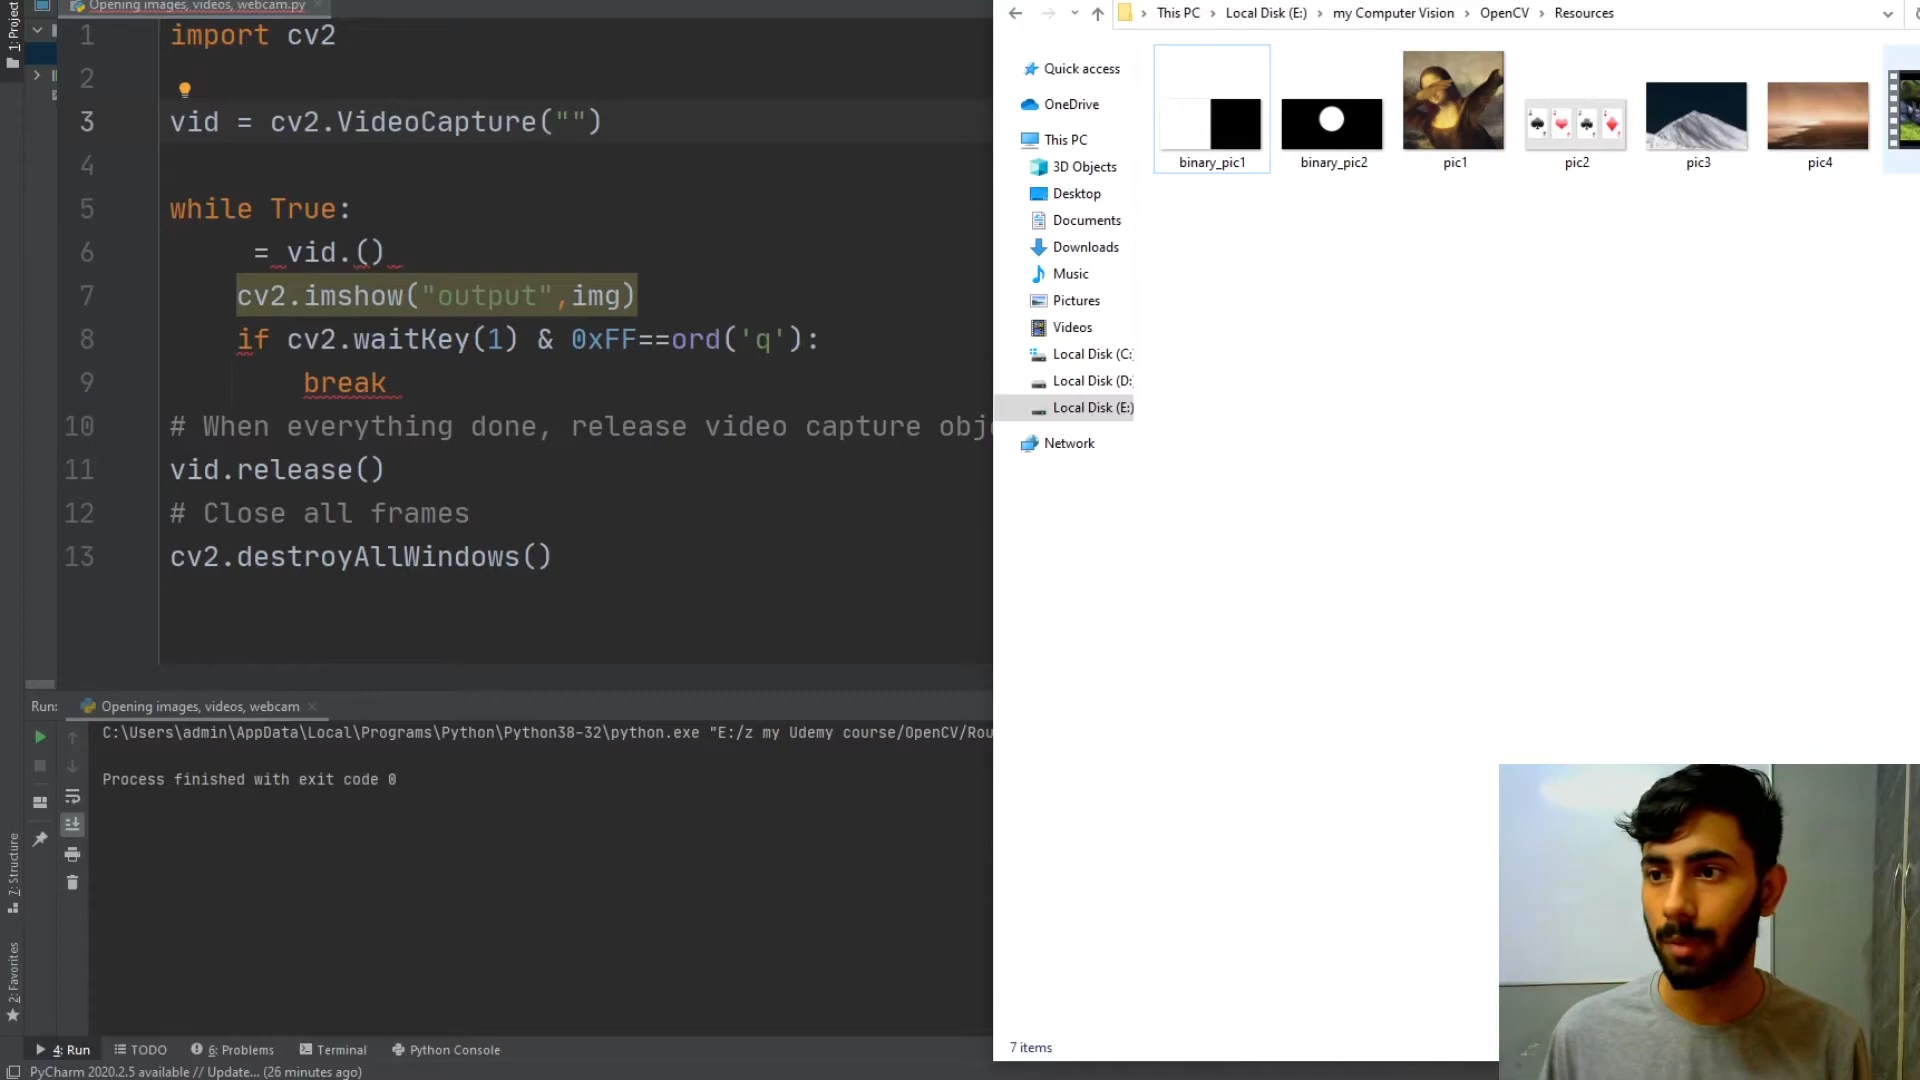 1: Project
Opening images, videos, webcam.py
1 import cv2
2
3 vid = cv2.VideoCapture("")
4
5 while True:
6 = vid.()
7 cv2.imshow("output",img)
8 if cv2.waitKey(1) & 0xFF==ord('q'):
9 break
10 # When everything done, release video capture obj
11 vid.release()
12 # Close all frames
13 cv2.destroyAllWindows()
Run: Opening images, videos, webcam
C:\Users\admin\AppData\Local\Programs\Python\Python38-32\python.exe "E:/z my Udemy course/OpenCV/Rou
Process finished with exit code 0
7: Structure
2: Favorites
4: Run TODO 6: Problems Terminal Python Console
PyCharm 2020.2.5 available // Update... (26 minutes ago)
This PC > Local Disk (E:) > my Computer Vision > OpenCV > Resources
Quick access
OneDrive
This PC
3D Objects
Desktop
Documents
Downloads
Music
Pictures
Videos
Local Disk (C:
Local Disk (D:
Local Disk (E:)
Network
binary_pic1 binary_pic2 pic1 pic2 pic3 pic4
7 items